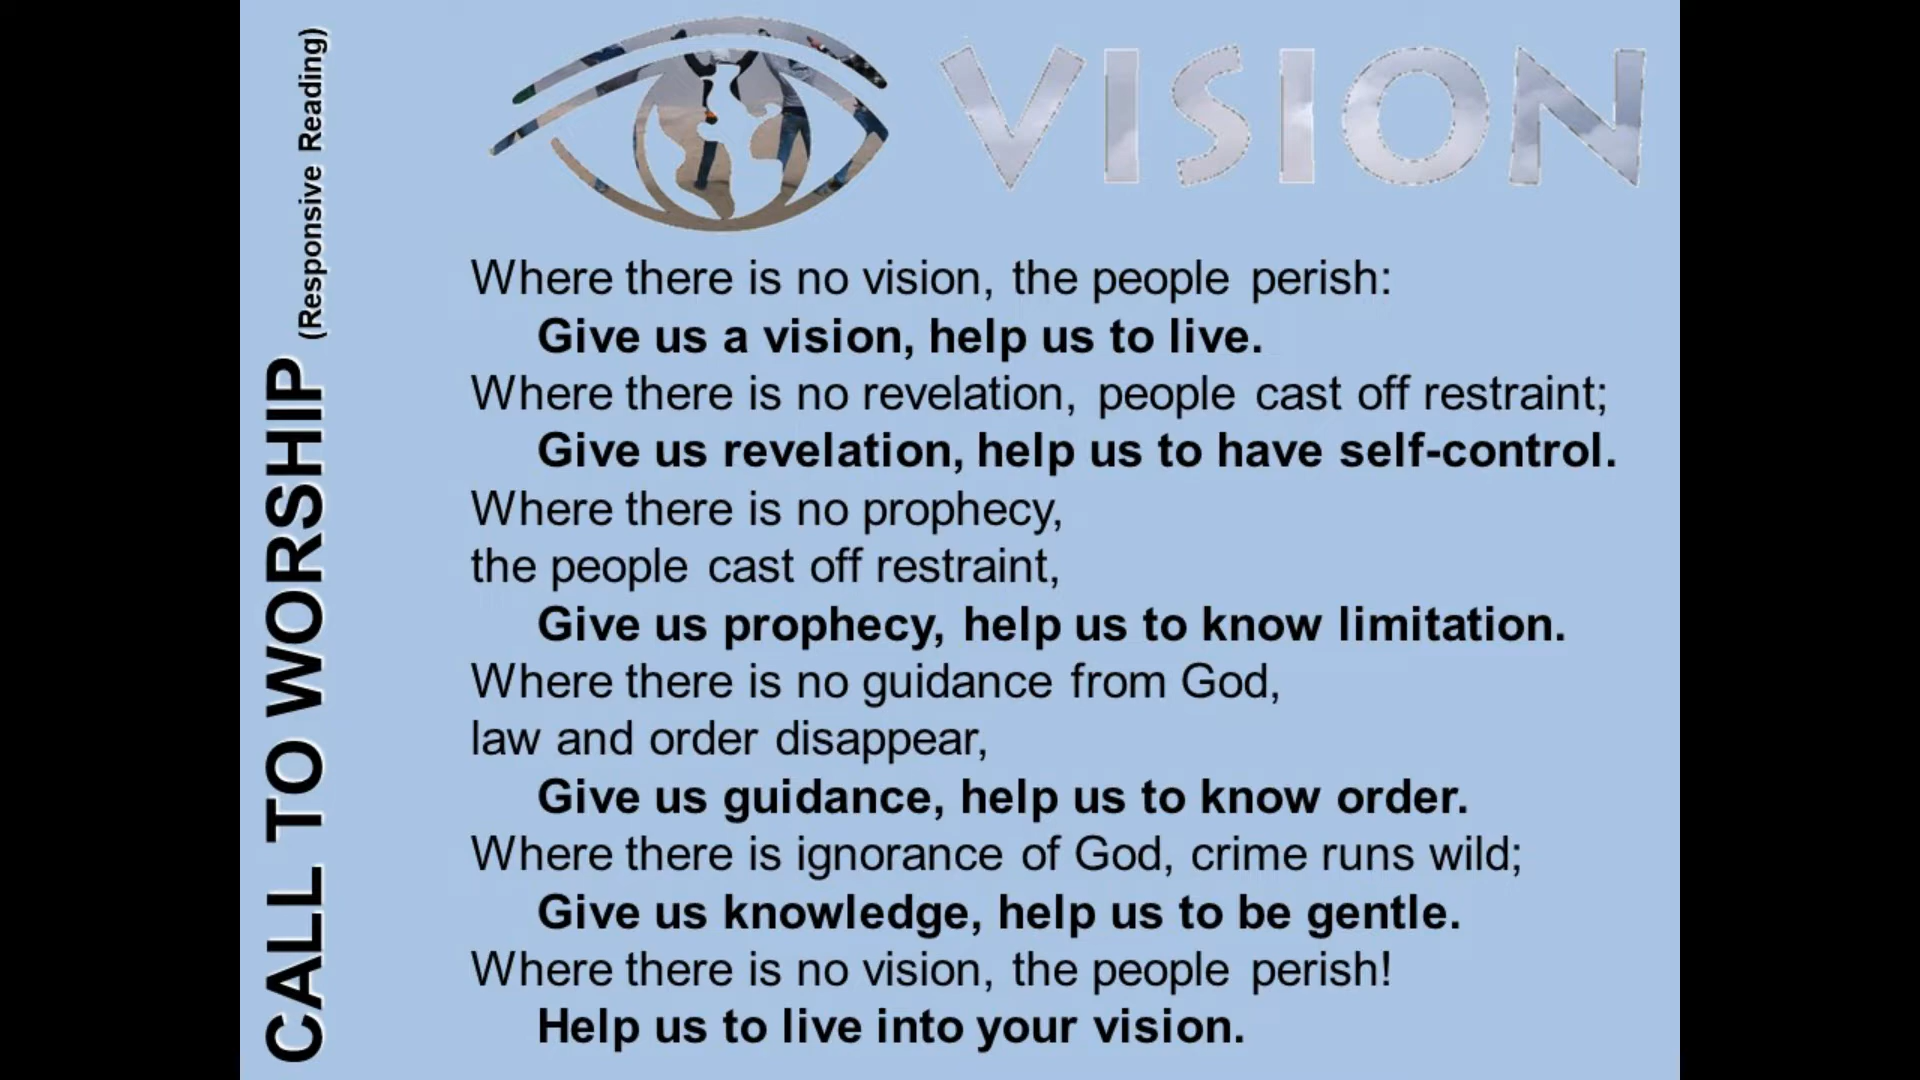 CALL TO WORSHIP (Responsive Reading)
VISION
Where there is no vision, the people perish:
Give us a vision, help us to live.
Where there is no revelation, people cast off restraint;
Give us revelation, help us to have self-control.
Where there is no prophecy,
the people cast off restraint,
Give us prophecy, help us to know limitation.
Where there is no guidance from God,
law and order disappear,
Give us guidance, help us to know order.
Where there is ignorance of God, crime runs wild;
Give us knowledge, help us to be gentle.
Where there is no vision, the people perish!
Help us to live into your vision.